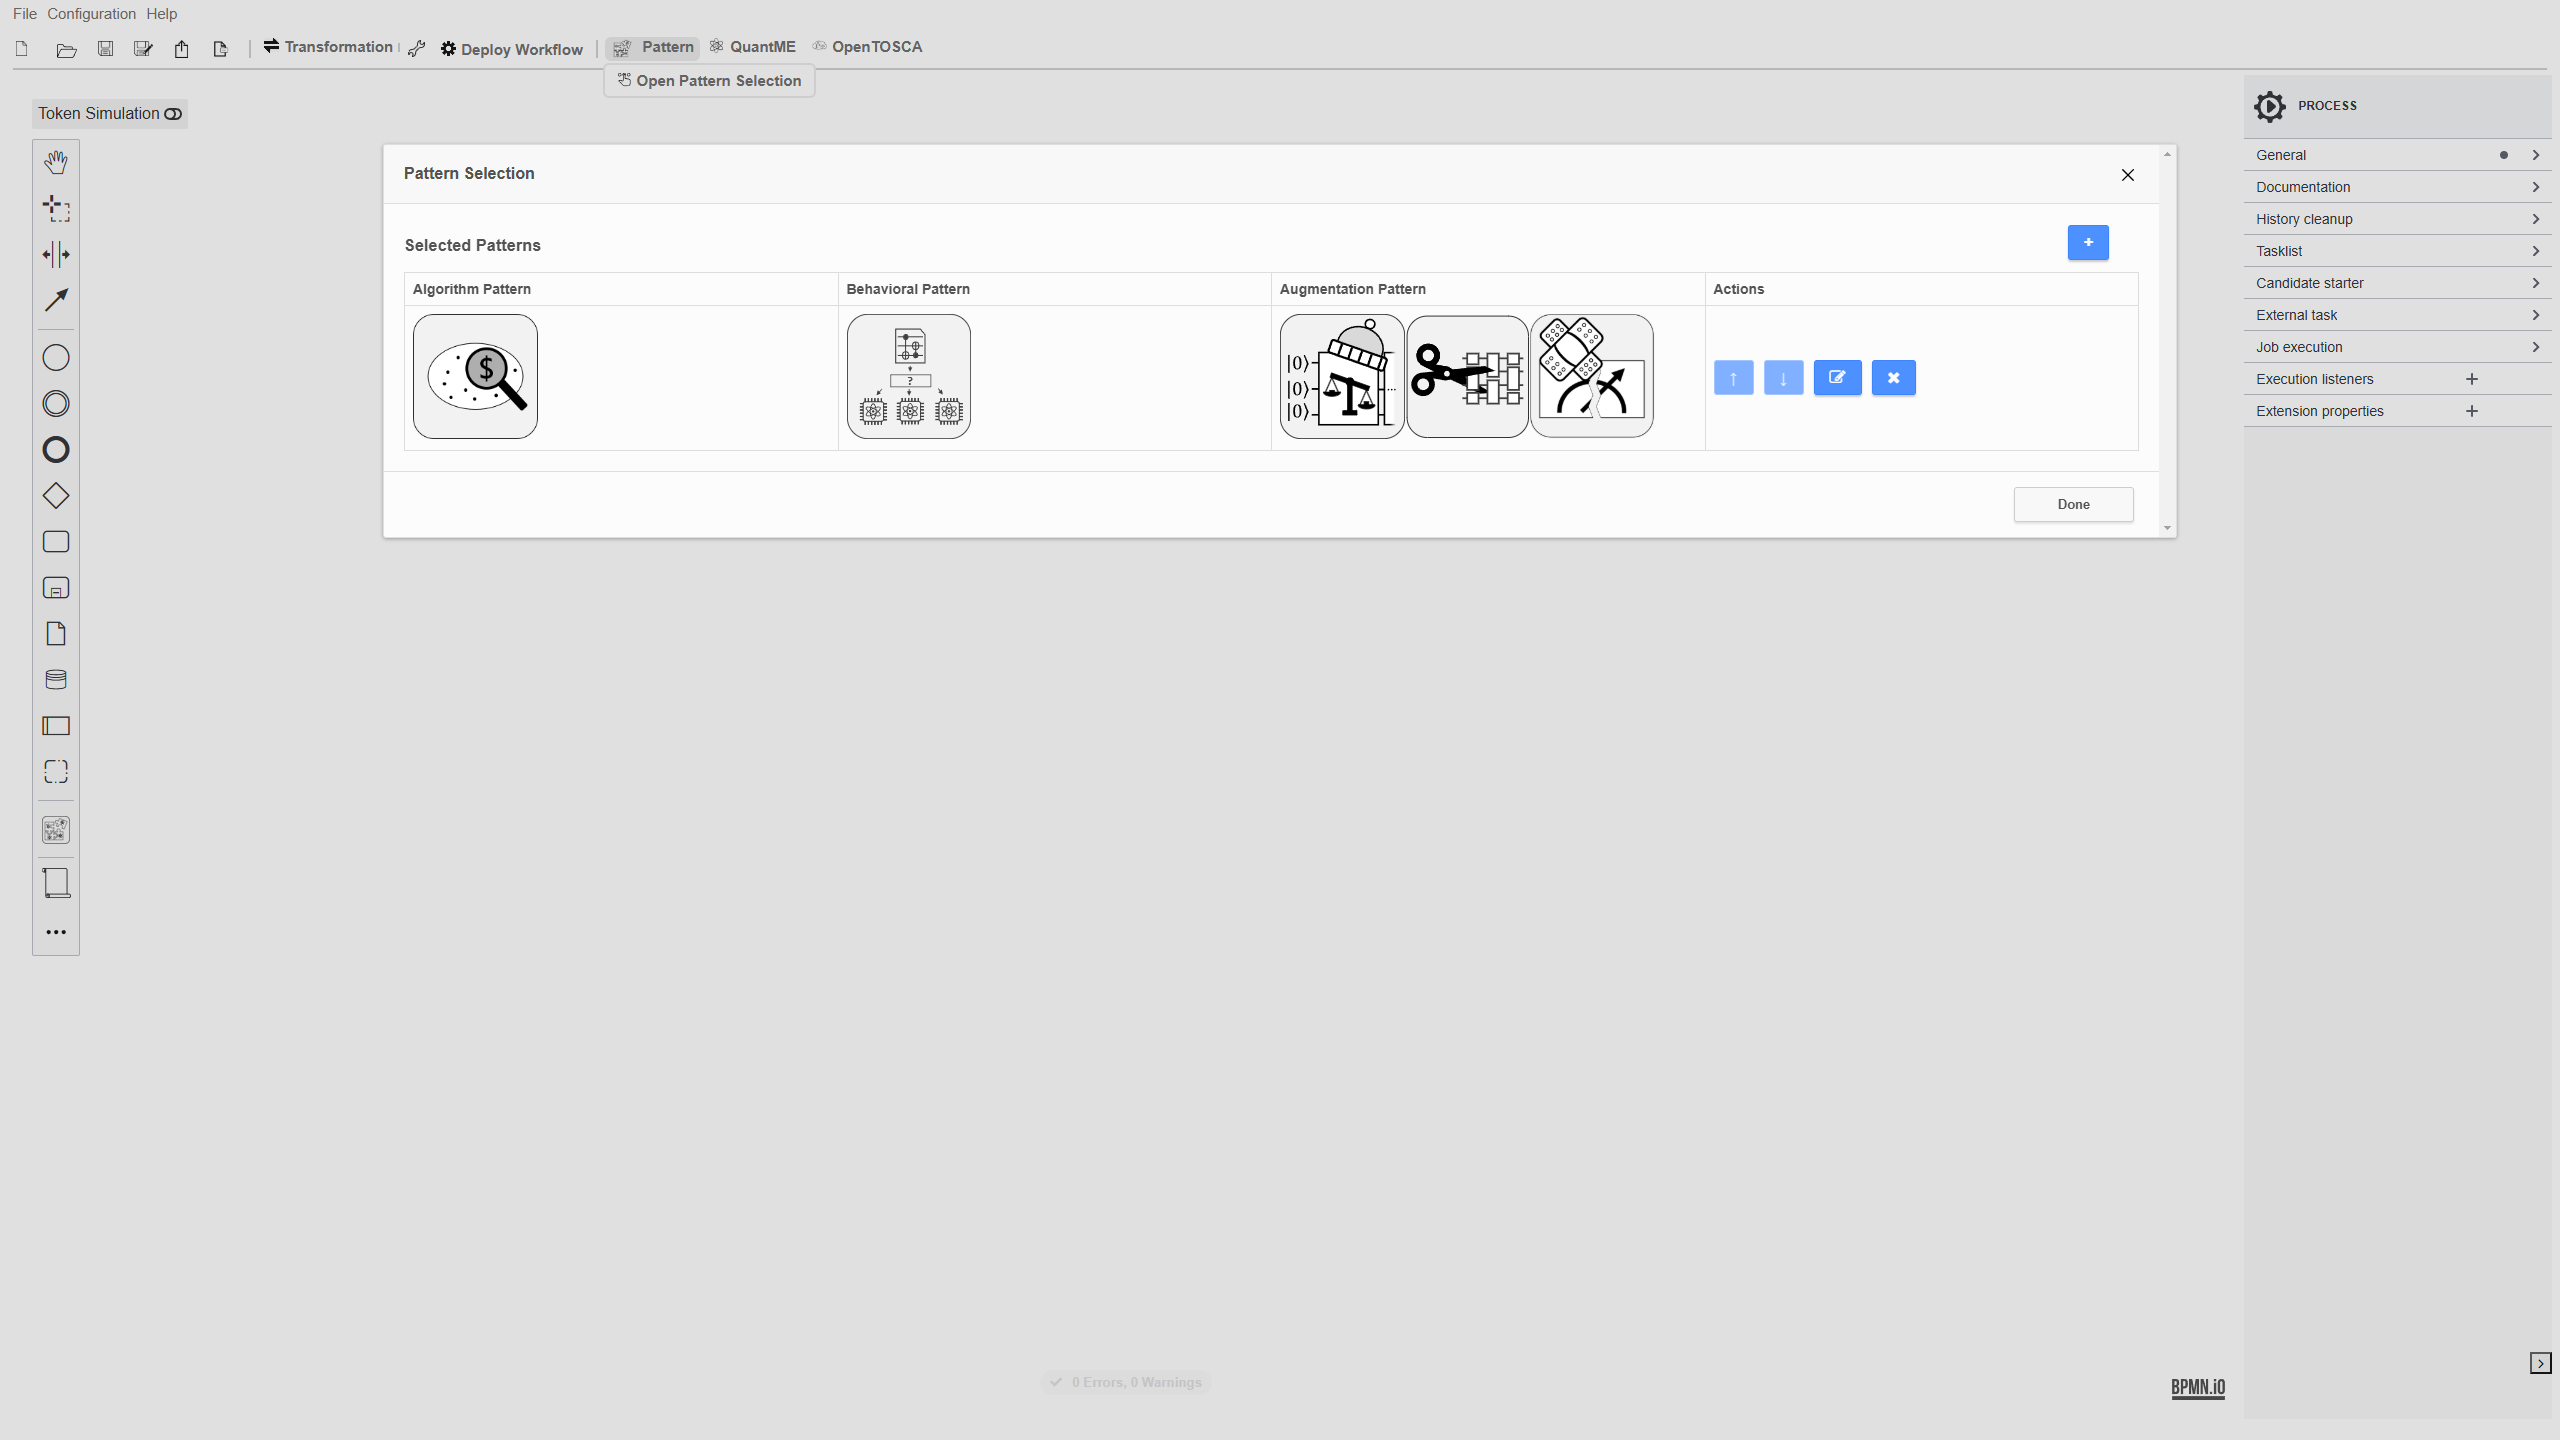 File Configuration Help
Transformation Deploy Workflow Pattern QuantME OpenTOSCA
Open Pattern Selection
Token Simulation
PROCESS
General
Documentation
History cleanup
Tasklist
Candidate starter
External task
Job execution
Execution listeners
Extension properties
Pattern Selection
Selected Patterns
+
Algorithm Pattern Behavioral Pattern Augmentation Pattern Actions
$
?
|0⟩
|0⟩
|0⟩
↑ ↓
Done
0 Errors, 0 Warnings
BPMN.iO